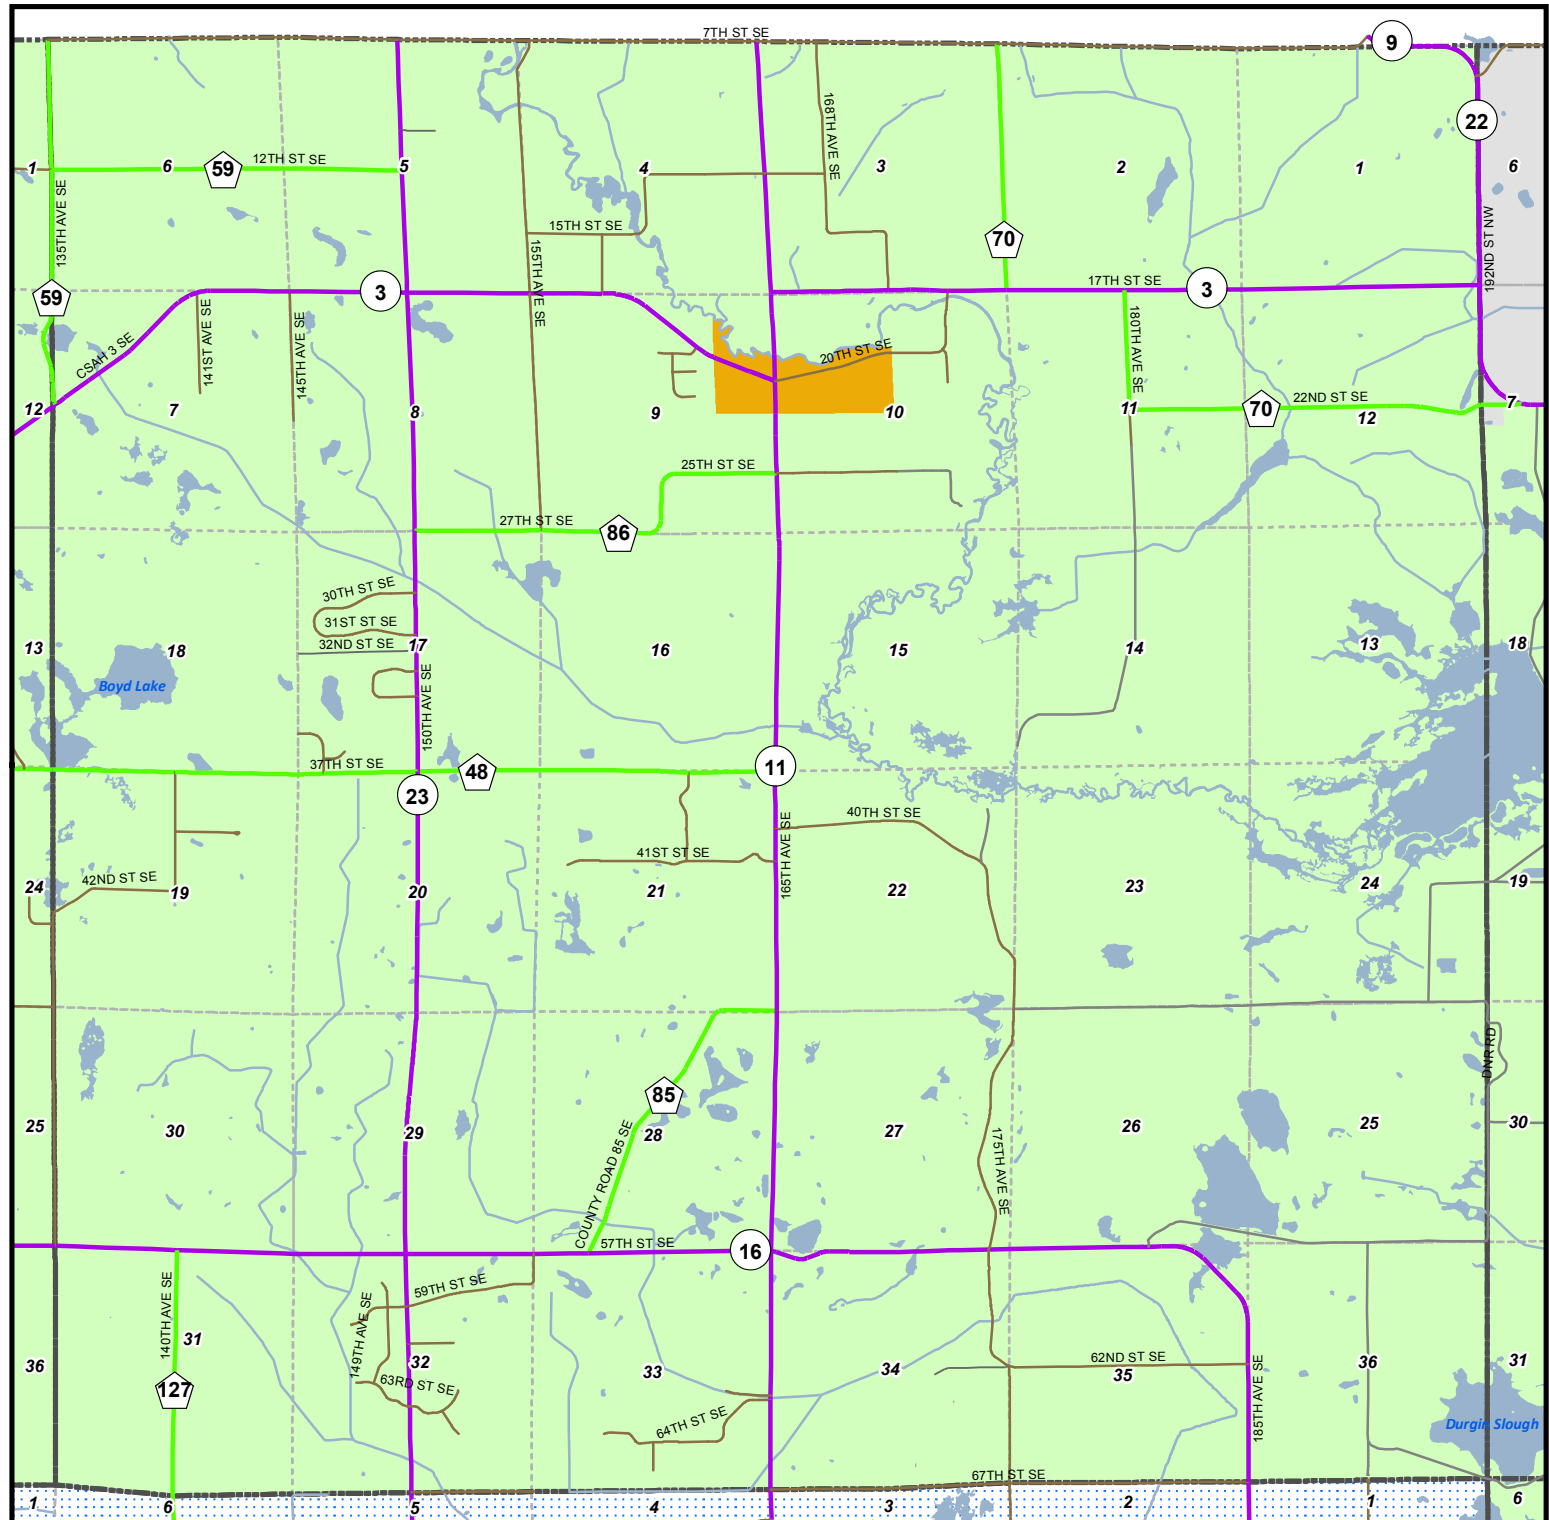 7TH ST SE
9
22
168TH AVE SE
1
6
59
12TH ST SE
5
4
3
2
1
6
135TH AVE SE
70
15TH ST SE
155TH AVE SE
192ND ST NW
59
3
17TH ST SE
3
141ST AVE SE
145TH AVE SE
180TH AVE SE
CSAH 3 SE
20TH ST SE
12
7
8
9
10
11
70
22ND ST SE
12
7
25TH ST SE
27TH ST SE
86
30TH ST SE
31ST ST SE
32ND ST SE
17
13
18
16
15
14
13
18
Boyd Lake
150TH AVE SE
37TH ST SE
48
11
23
40TH ST SE
165TH AVE SE
41ST ST SE
42ND ST SE
24
19
20
21
22
23
24
19
DNR RD
85
25
30
29
28
27
26
25
30
COUNTY ROAD 85 SE
175TH AVE SE
57TH ST SE
16
140TH AVE SE
59TH ST SE
149TH AVE SE
31
36
32
33
34
62ND ST SE
35
36
31
127
63RD ST SE
64TH ST SE
185TH AVE SE
Durgin Slough
67TH ST SE
1
6
5
4
3
2
1
6